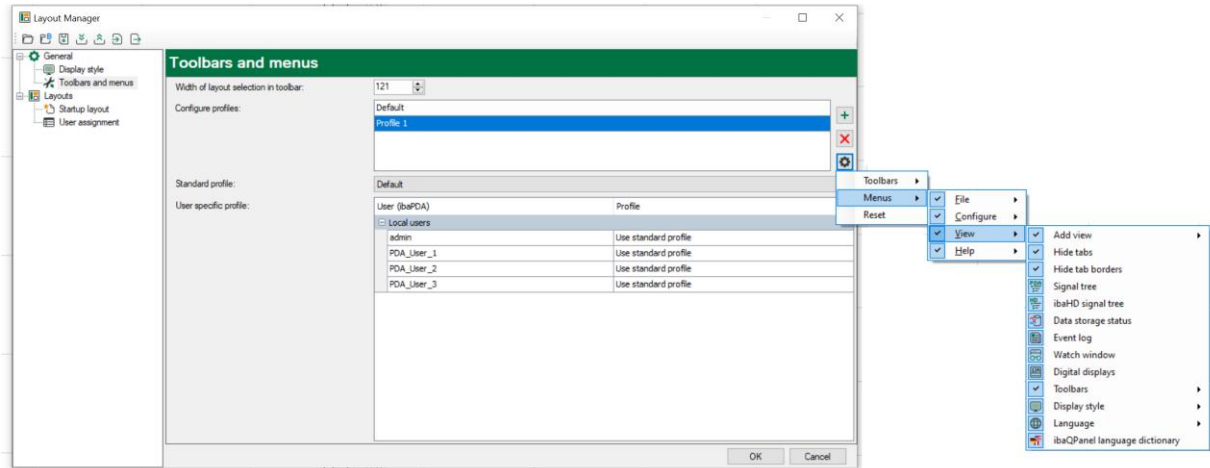 Layout Manager
General
Display style
Toolbars and menus
Layouts
Startup layout
User assignment
Toolbars and menus
Width of layout selection in toolbar:
121
Configure profiles:
Default
Profile 1
Standard profile:
Default
User specific profile:
User (ibaPDA)
Profile
Local users
admin
Use standard profile
PDA_User_1
Use standard profile
PDA_User_2
Use standard profile
PDA_User_3
Use standard profile
OK
Cancel
Toolbars
Menus
Reset
File
Configure
View
Help
Add view
Hide tabs
Hide tab borders
Signal tree
ibaHD signal tree
Data storage status
Event log
Watch window
Digital displays
Toolbars
Display style
Language
ibaQPanel language dictionary